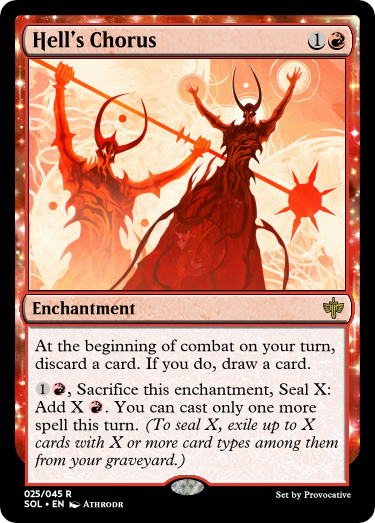 Hell's Chorus 1
Enchantment
At the beginning of combat on your turn,
discard a card. If you do, draw a card.
1, Sacrifice this enchantment, Seal X:
Add X . You can cast only one more
spell this turn. (To seal X, exile up to X
cards with X or more card types among them
from your graveyard.)
025/045 R
SOL • EN Athrodr
Set by Provocative